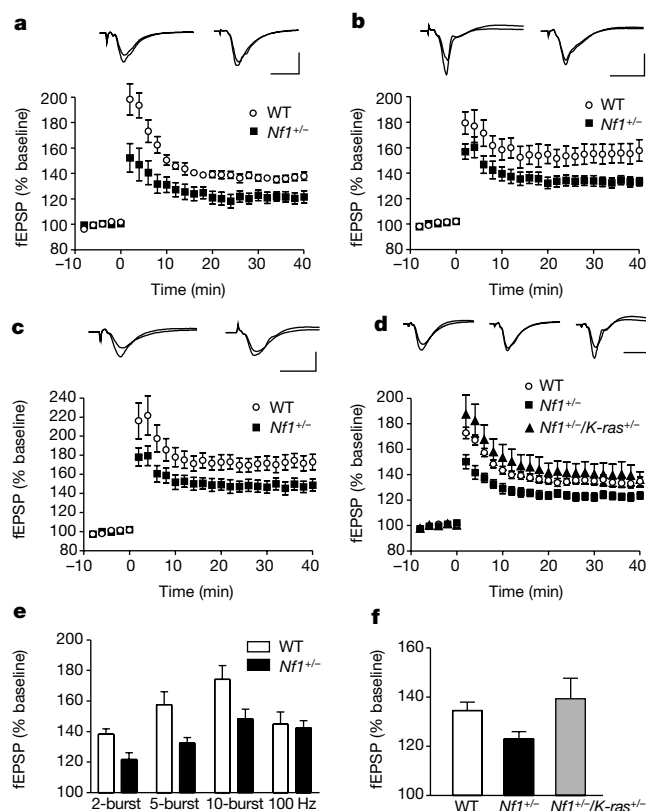 a
b
fEPSP (% baseline)
200
180
160
140
120
100
80
−10 0 10 20 30 40
Time (min)
WT
Nf1+/−
fEPSP (% baseline)
200
180
160
140
120
100
80
−10 0 10 20 30 40
Time (min)
WT
Nf1+/−
c
d
fEPSP (% baseline)
240
220
200
180
160
140
120
100
80
−10 0 10 20 30 40
Time (min)
WT
Nf1+/−
fEPSP (% baseline)
200
180
160
140
120
100
80
−10 0 10 20 30 40
Time (min)
WT
Nf1+/−
Nf1+/−/K-ras+/−
e
f
fEPSP (% baseline)
200
180
160
140
120
100
2-burst 5-burst 10-burst 100 Hz
WT
Nf1+/−
fEPSP (% baseline)
160
140
120
100
WT Nf1+/− Nf1+/−/K-ras+/−